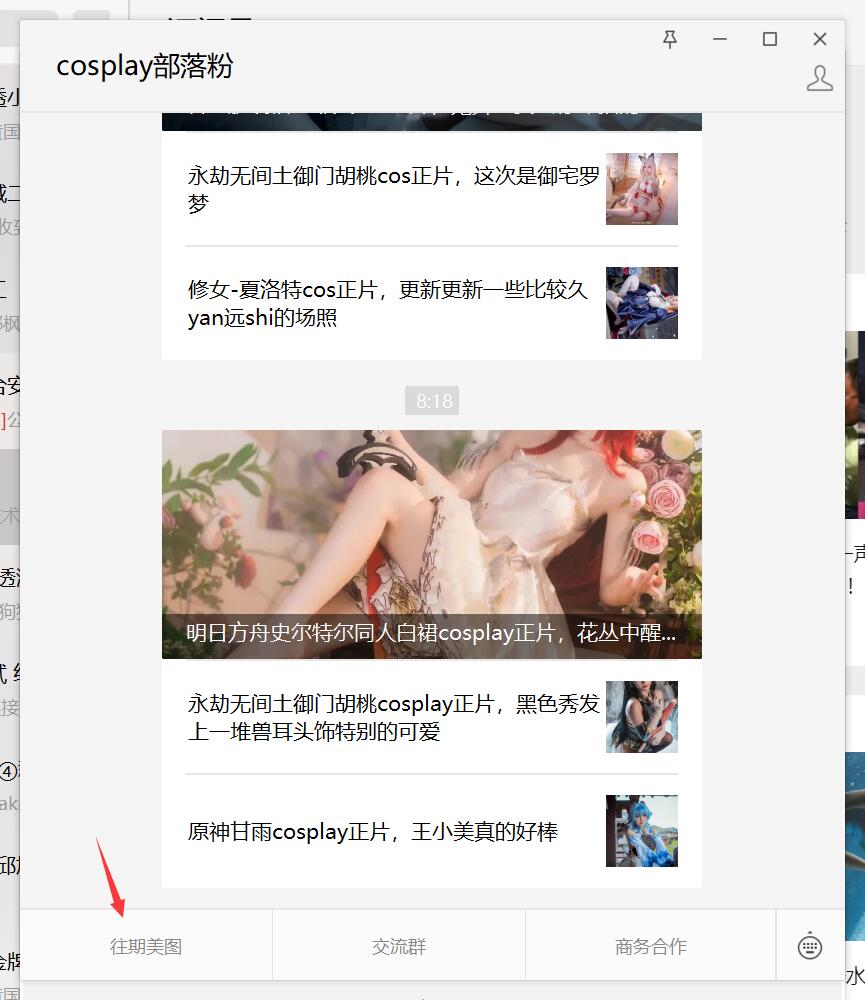 cosplay部落粉
永劫无间土御门胡桃cos正片，这次是御宅罗
梦
修女-夏洛特cos正片，更新更新一些比较久
yan远shi的场照
8:18
明日方舟史尔特尔同人白裙cosplay正片，花丛中醒...
永劫无间土御门胡桃cosplay正片，黑色秀发
上一堆兽耳头饰特别的可爱
原神甘雨cosplay正片，王小美真的好棒
往期美图
交流群
商务合作